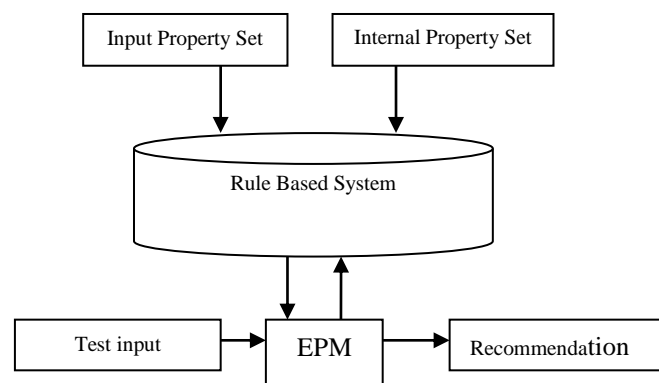 Input Property Set
Internal Property Set
Rule Based System
Test input
EPM
Recommendation